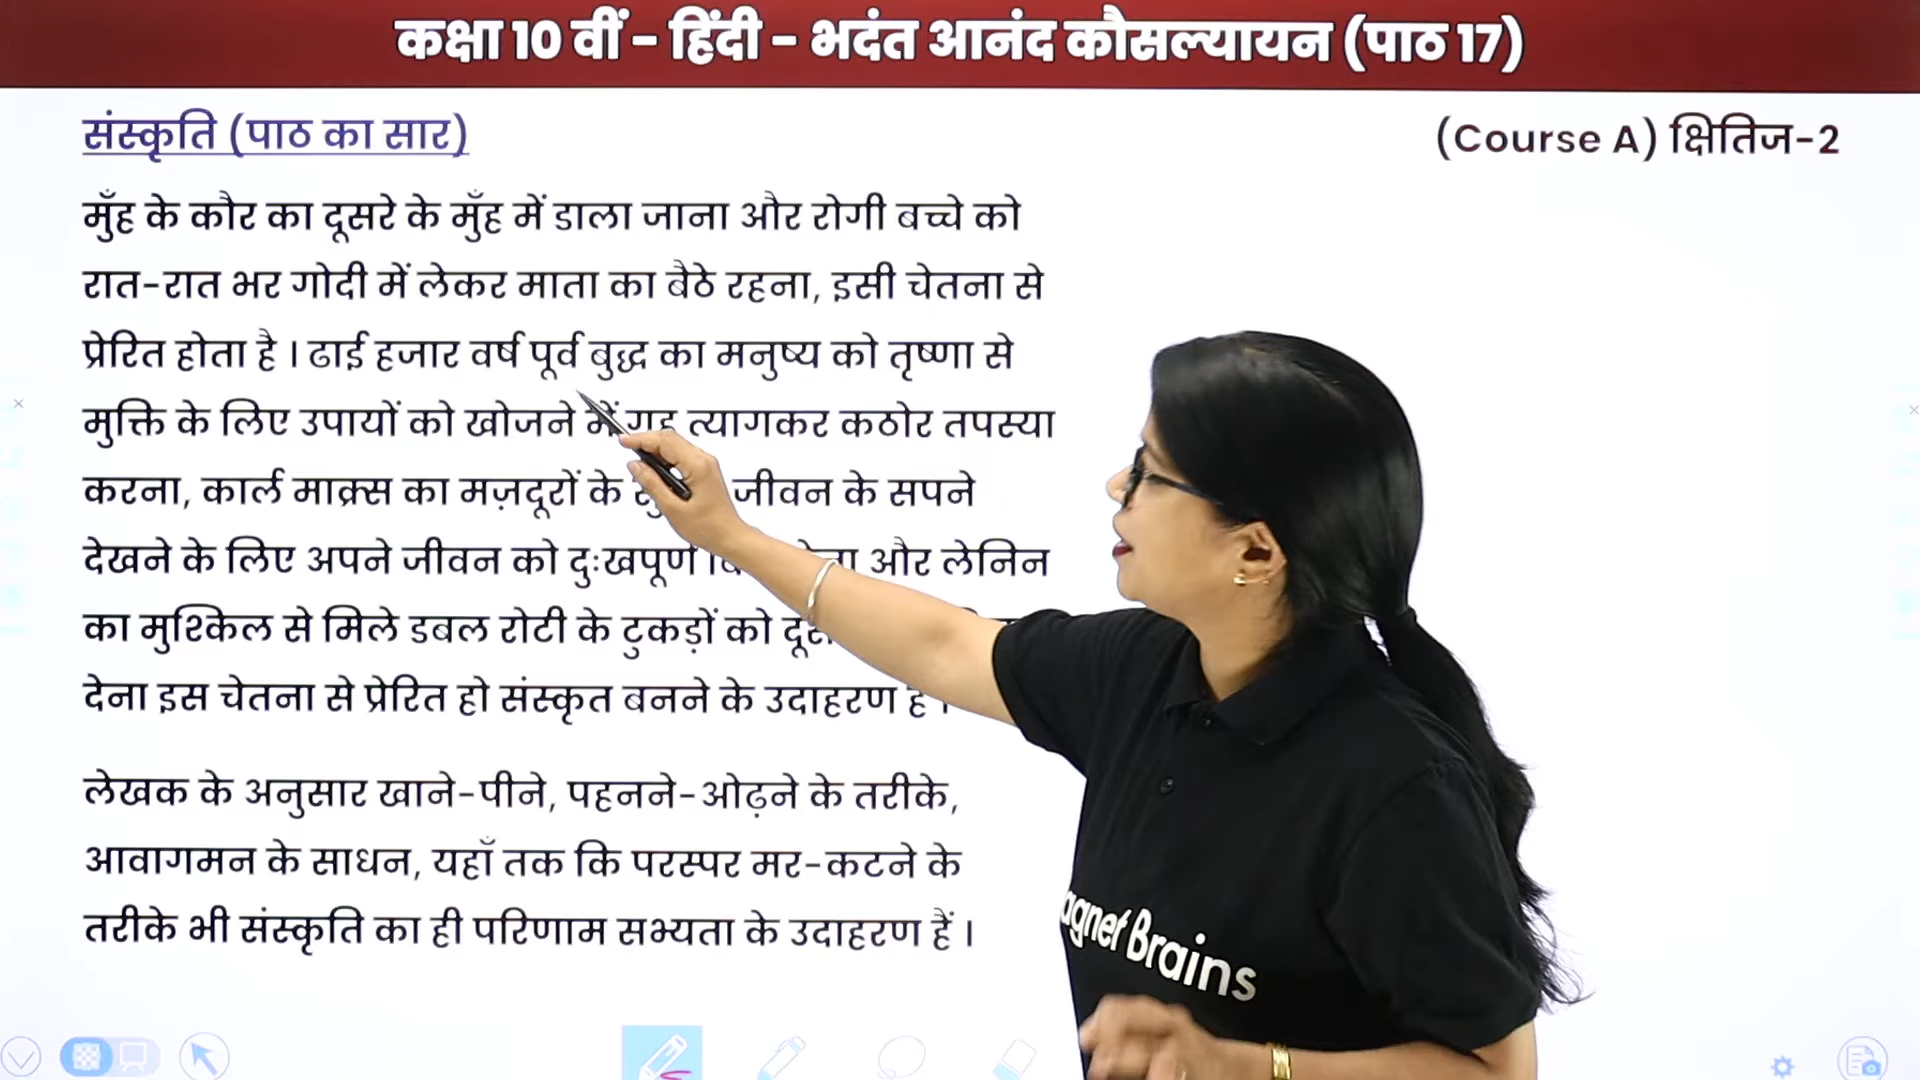 कक्षा 10 वीं - हिंदी - भदंत आनंद कौसल्यायन (पाठ 17)
संस्कृति (पाठ का सार)
(Course A) क्षितिज-2
मुँह के कौर का दूसरे के मुँह में डाला जाना और रोगी बच्चे को
रात-रात भर गोदी में लेकर माता का बैठे रहना, इसी चेतना से
प्रेरित होता है । ढाई हजार वर्ष पूर्व बुद्ध का मनुष्य को तृष्णा से
मुक्ति के लिए उपायों को खोजने में गृह त्यागकर कठोर तपस्या
करना, कार्ल मार्क्स का मज़दूरों के जीवन के सपने
देखने के लिए अपने जीवन को दुःखपूर्ण और लेनिन
का मुश्किल से मिले डबल रोटी के टुकड़ों को
देना इस चेतना से प्रेरित हो संस्कृत बनने के उदाहरण हैं ।
लेखक के अनुसार खाने-पीने, पहनने-ओढ़ने के तरीके,
आवागमन के साधन, यहाँ तक कि परस्पर मर-कटने के
तरीके भी संस्कृति का ही परिणाम सभ्यता के उदाहरण हैं ।
Brains